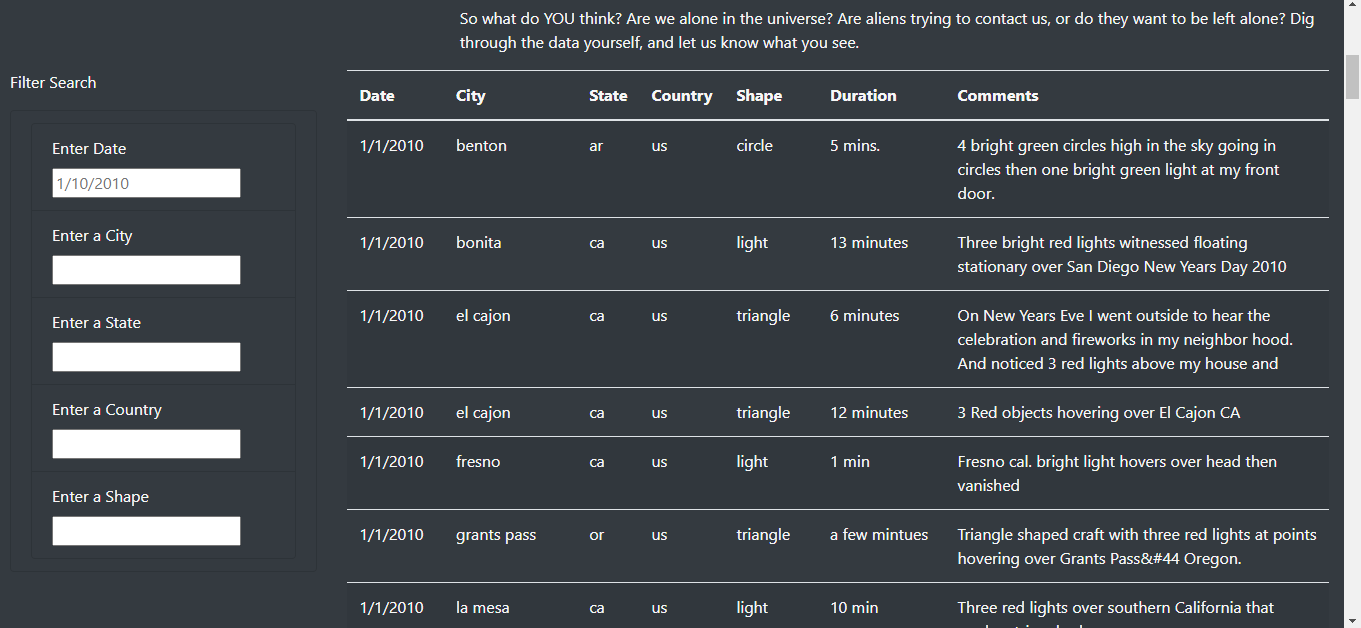 So what do YOU think? Are we alone in the universe? Are aliens trying to contact us, or do they want to be left alone? Dig
through the data yourself, and let us know what you see.
Filter Search
Enter Date
1/10/2010
Enter a City
Enter a State
Enter a Country
Enter a Shape
Date City State Country Shape Duration Comments
1/1/2010 benton ar us circle 5 mins. 4 bright green circles high in the sky going in
circles then one bright green light at my front
door.
1/1/2010 bonita ca us light 13 minutes Three bright red lights witnessed floating
stationary over San Diego New Years Day 2010
1/1/2010 el cajon ca us triangle 6 minutes On New Years Eve I went outside to hear the
celebration and fireworks in my neighbor hood.
And noticed 3 red lights above my house and
1/1/2010 el cajon ca us triangle 12 minutes 3 Red objects hovering over El Cajon CA
1/1/2010 fresno ca us light 1 min Fresno cal. bright light hovers over head then
vanished
1/1/2010 grants pass or us triangle a few mintues Triangle shaped craft with three red lights at points
hovering over Grants Pass&#44 Oregon.
1/1/2010 la mesa ca us light 10 min Three red lights over southern California that